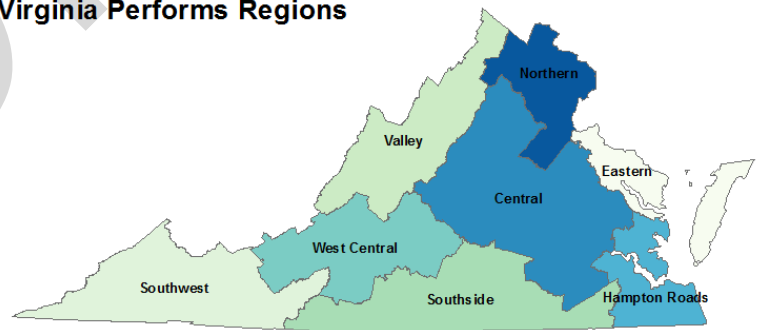 Virginia Performs Regions
Northern
Valley
Eastern
Central
West Central
Southwest
Southside
Hampton Roads